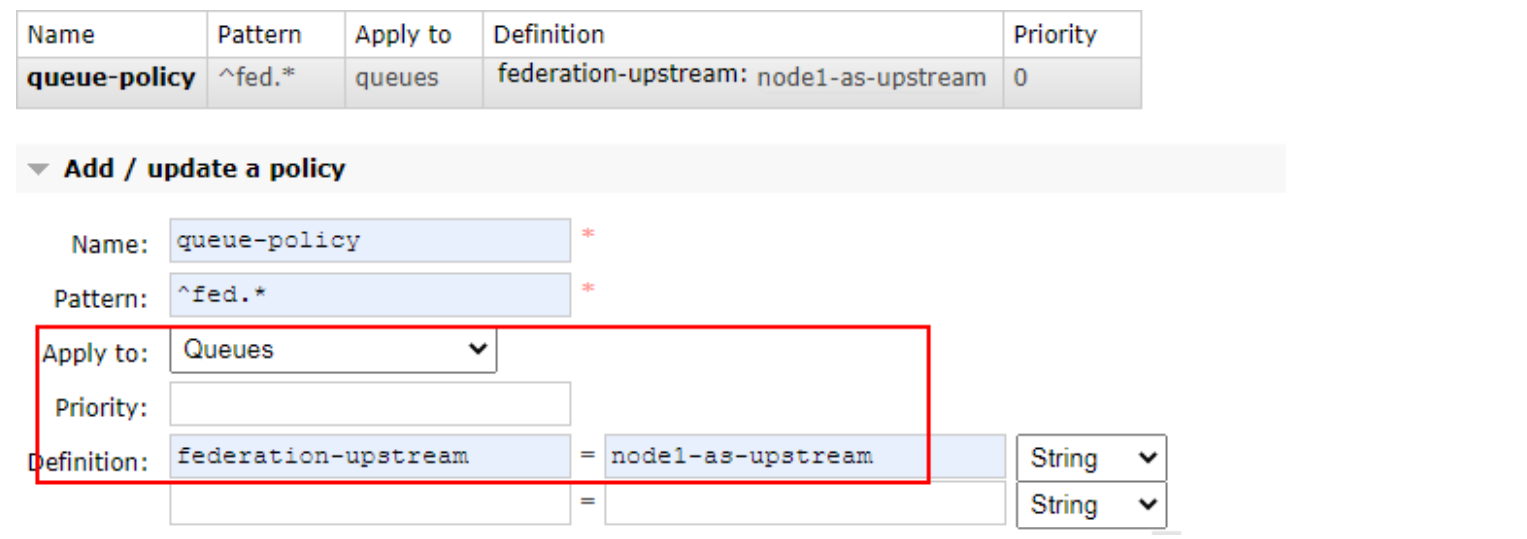 Name Pattern Apply to Definition Priority
queue-policy ^fed.* queues federation-upstream: node1-as-upstream 0
Add / update a policy
Name: queue-policy *
Pattern: ^fed.* *
Apply to: Queues
Priority:
Definition: federation-upstream = node1-as-upstream String
= String